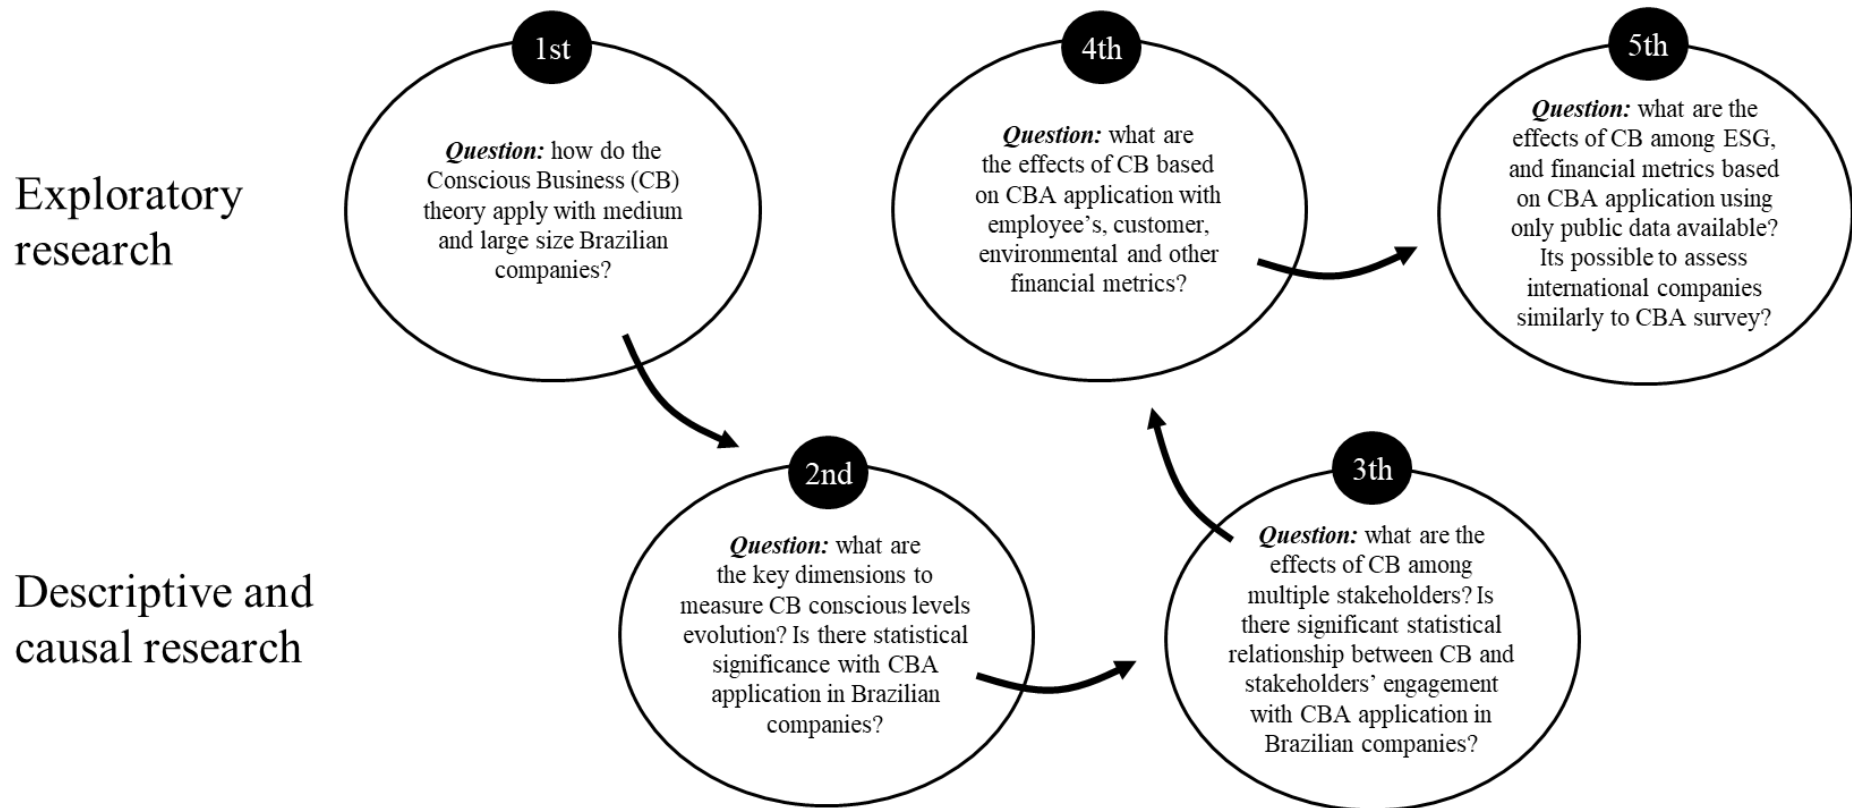 Exploratory
research
1st
Question: how do the
Conscious Business (CB)
theory apply with medium
and large size Brazilian
companies?
4th
Question: what are
the effects of CB based
on CBA application with
employee’s, customer,
environmental and other
financial metrics?
5th
Question: what are the
effects of CB among ESG,
and financial metrics based
on CBA application using
only public data available?
Its possible to assess
international companies
similarly to CBA survey?
Descriptive and
causal research
2nd
Question: what are
the key dimensions to
measure CB conscious levels
evolution? Is there statistical
significance with CBA
application in Brazilian
companies?
3th
Question: what are the
effects of CB among
multiple stakeholders? Is
there significant statistical
relationship between CB and
stakeholders’ engagement
with CBA application in
Brazilian companies?